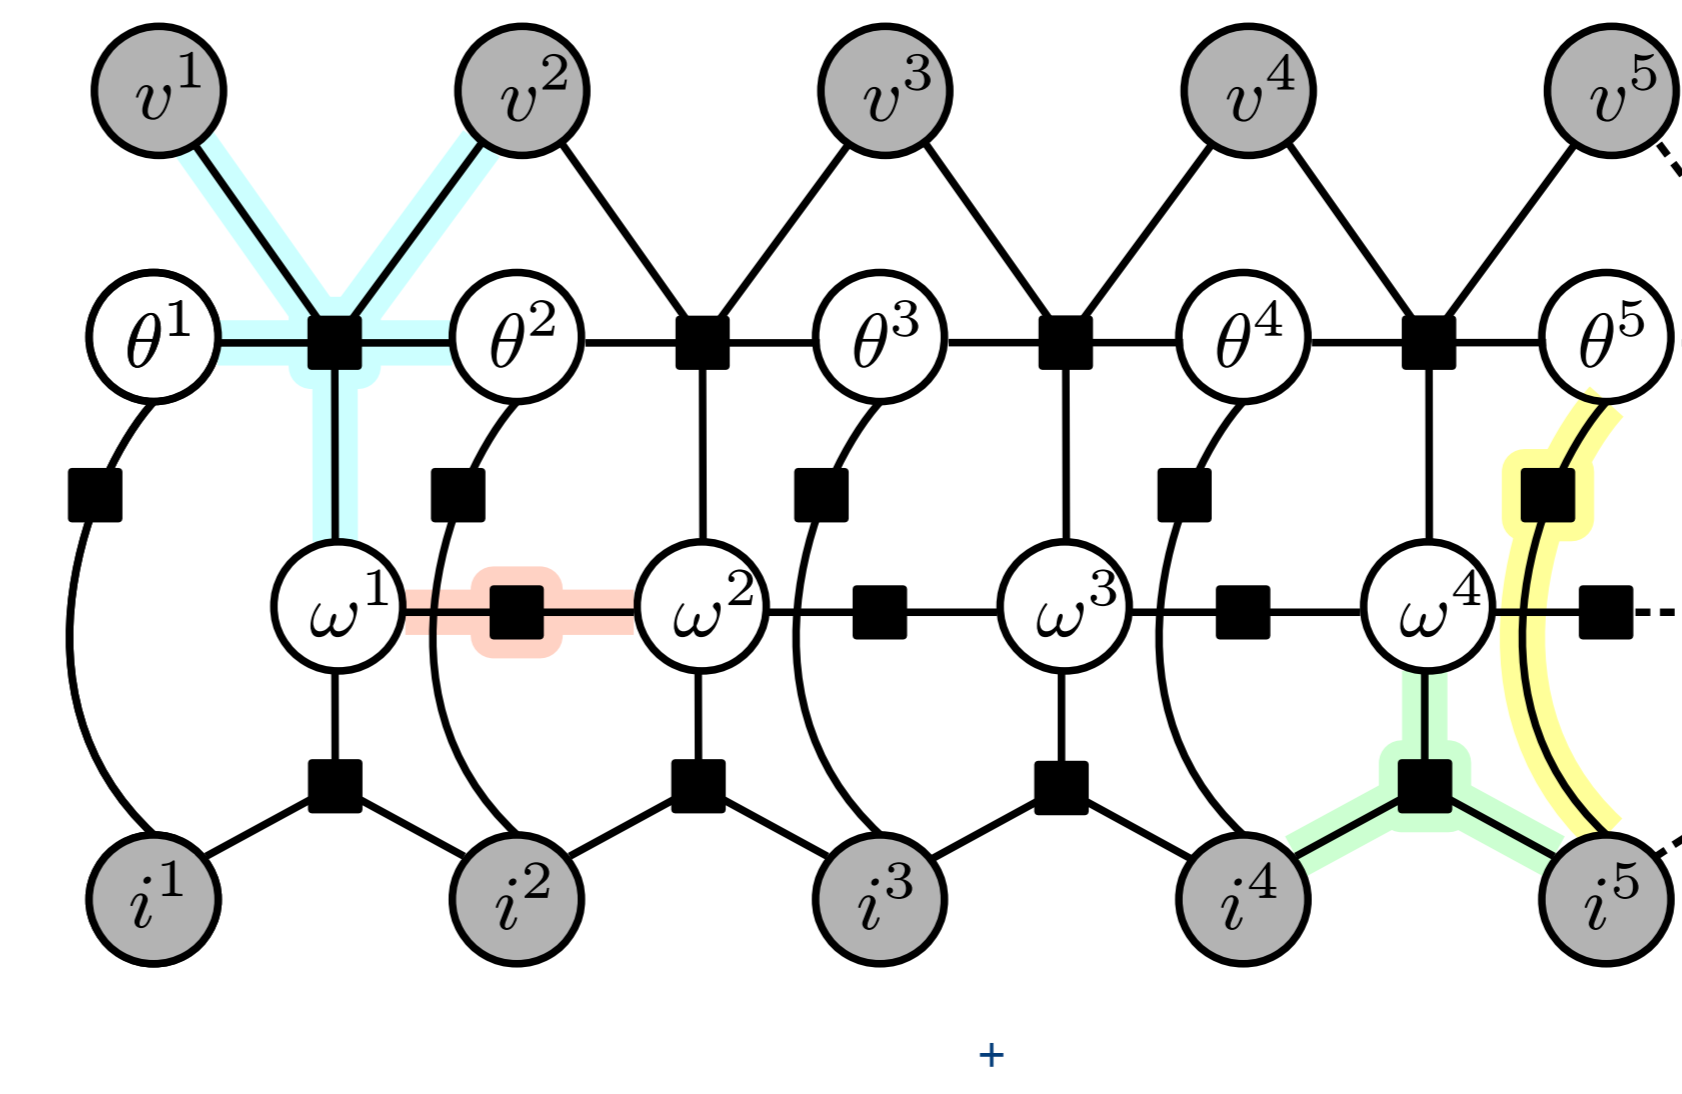 v¹ v² v³ v⁴ v⁵
θ¹ θ² θ³ θ⁴ θ⁵
ω¹ ω² ω³ ω⁴
i¹ i² i³ i⁴ i⁵
+